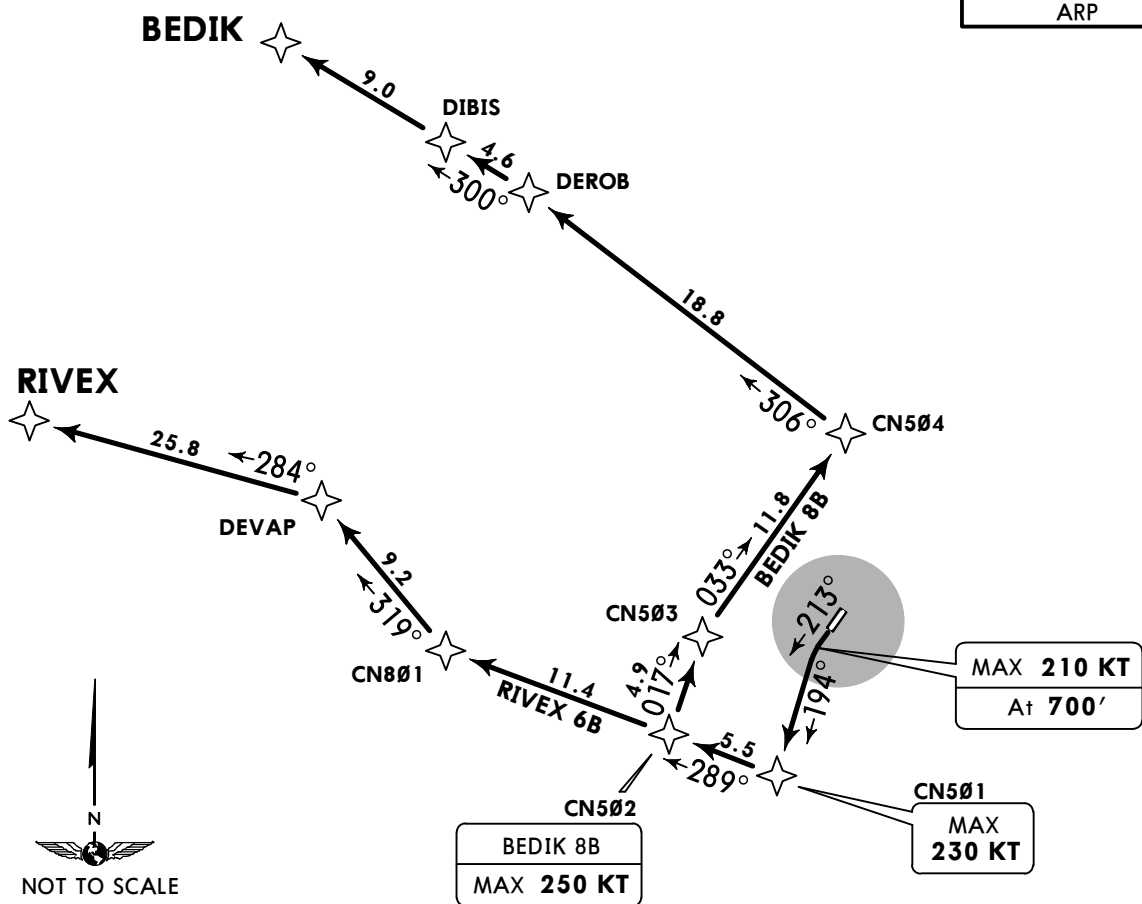 ARP
BEDIK
9.0
DIBIS
4.6
300°
DEROB
18.8
306°
CN5Ø4
RIVEX
25.8
284°
DEVAP
9.2
319°
CN8Ø1
11.4
RIVEX 6B
11.8
033°
BEDIK 8B
CN5Ø3
4.9
017°
213°
194°
MAX 210 KT
At 700'
5.5
289°
CN5Ø2
BEDIK 8B
MAX 250 KT
CN5Ø1
MAX
230 KT
N
NOT TO SCALE